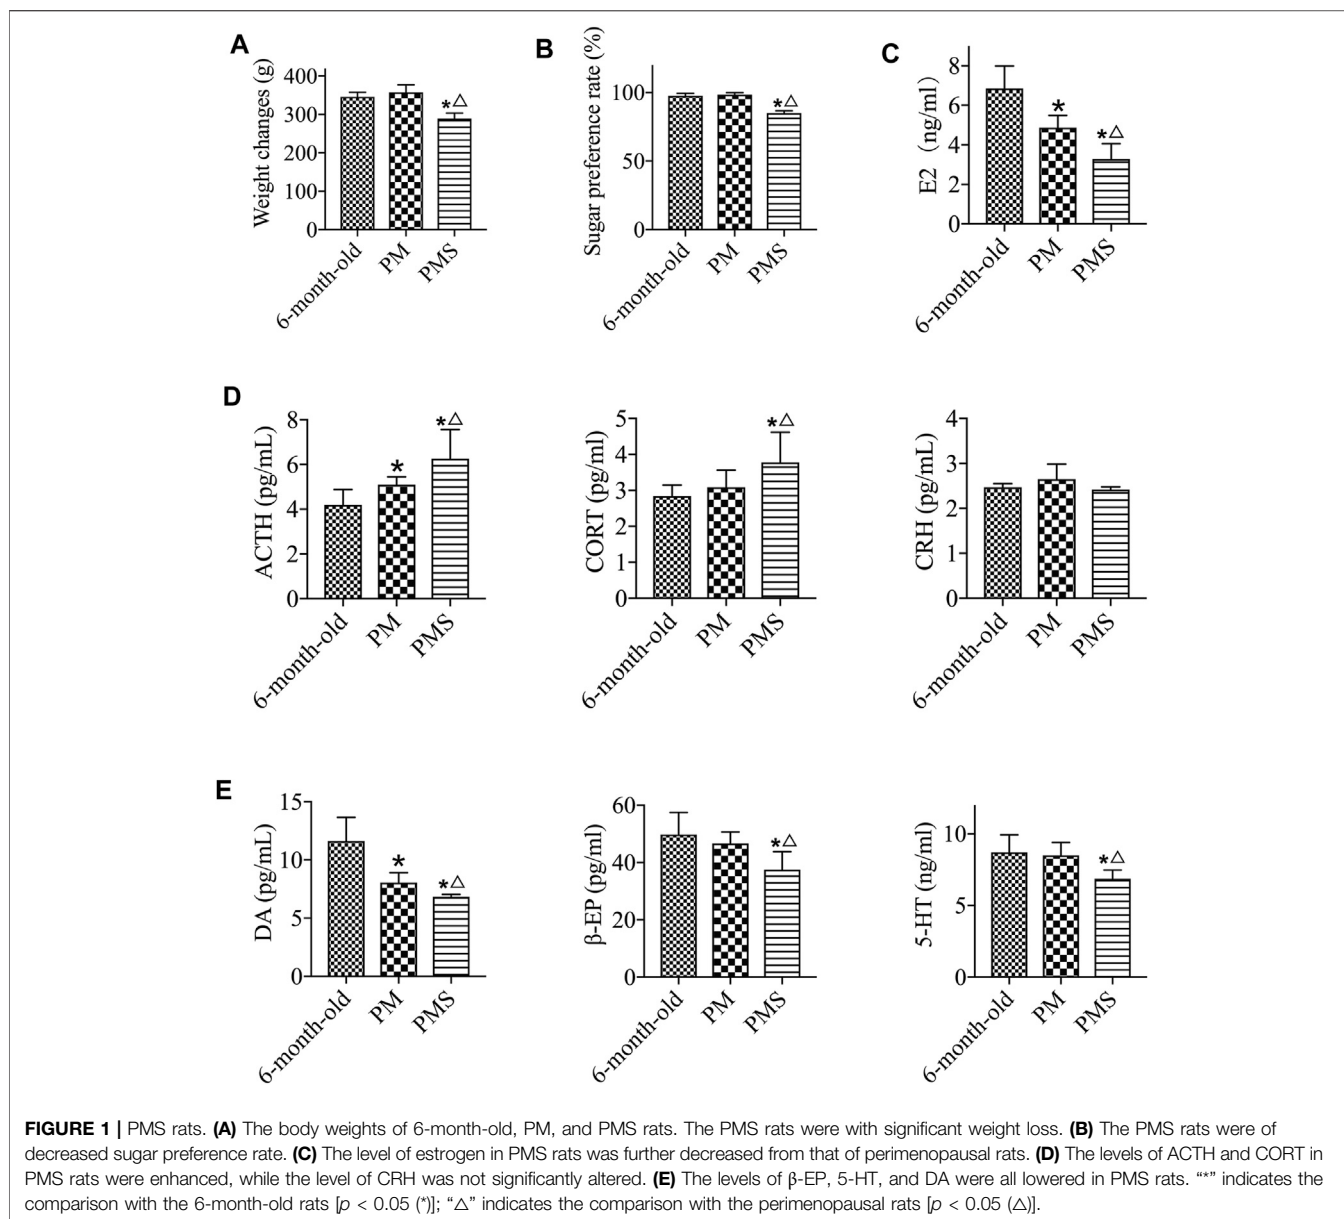 A
Weight changes (g)
400
300
200
100
0
6-month-old
PM
PMS
*△
B
Sugar preference rate (%)
100
50
0
6-month-old
PM
PMS
*△
C
E2 (ng/ml)
8
6
4
2
0
6-month-old
PM
PMS
*
*△
D
ACTH (pg/mL)
8
6
4
2
0
6-month-old
PM
PMS
*
*△
CORT (pg/ml)
5
4
3
2
1
0
6-month-old
PM
PMS
*△
CRH (pg/mL)
4
3
2
1
0
6-month-old
PM
PMS
E
DA (pg/mL)
15
10
5
0
6-month-old
PM
PMS
*
*△
β-EP (pg/ml)
60
40
20
0
6-month-old
PM
PMS
*△
5-HT (ng/ml)
10
5
0
6-month-old
PM
PMS
*△
FIGURE 1 | PMS rats. (A) The body weights of 6-month-old, PM, and PMS rats. The PMS rats were with significant weight loss. (B) The PMS rats were of
decreased sugar preference rate. (C) The level of estrogen in PMS rats was further decreased from that of perimenopausal rats. (D) The levels of ACTH and CORT in
PMS rats were enhanced, while the level of CRH was not significantly altered. (E) The levels of β-EP, 5-HT, and DA were all lowered in PMS rats. “*” indicates the
comparison with the 6-month-old rats [p < 0.05 (*)]; “△” indicates the comparison with the perimenopausal rats [p < 0.05 (△)].